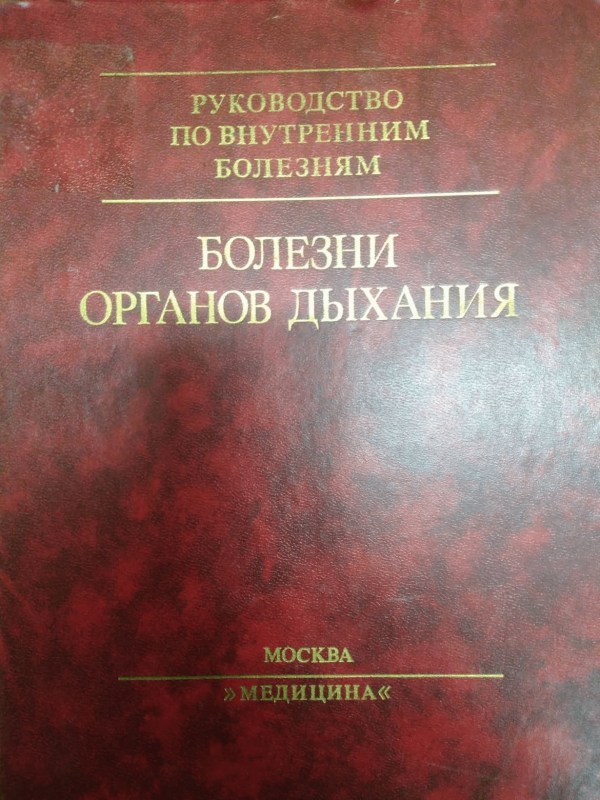 РУКОВОДСТВО
ПО ВНУТРЕННИМ
БОЛЕЗНЯМ
БОЛЕЗНИ
ОРГАНОВ ДЫХАНИЯ
МОСКВА
»МЕДИЦИНА«